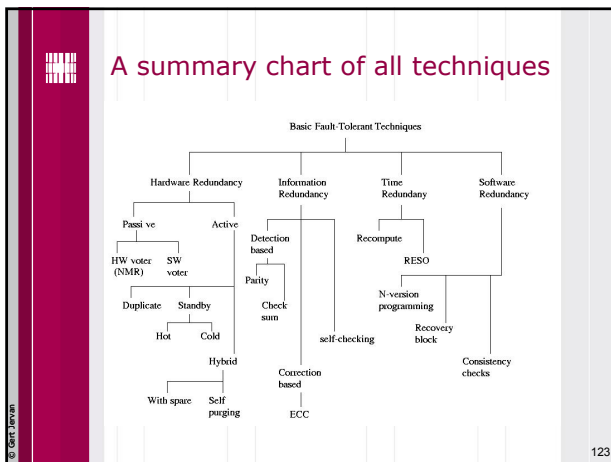 A summary chart of all techniques
Basic Fault-Tolerant Techniques
Hardware Redundancy
Information
Redundancy
Time
Redundany
Software
Redundancy
Passi ve
Active
HW voter
(NMR)
SW
voter
Duplicate
Standby
Hot
Cold
Hybrid
With spare
Self
purging
Detection
based
Parity
Check
sum
self-checking
Correction
based
ECC
Recompute
RESO
N-version
programming
Recovery
block
Consistency
checks
© Gert Jervan
123